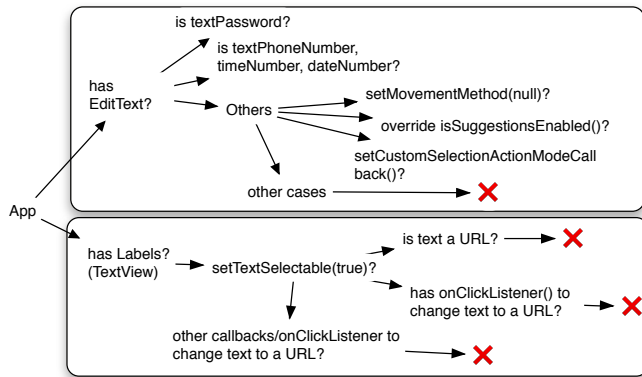 is textPassword?
is textPhoneNumber,
timeNumber, dateNumber?
has
EditText?
setMovementMethod(null)?
Others
override isSuggestionsEnabled()?
setCustomSelectionActionModeCall
back()?
other cases
App
is text a URL?
has Labels?
(TextView)
setTextSelectable(true)?
has onClickListener() to
change text to a URL?
other callbacks/onClickListener to
change text to a URL?